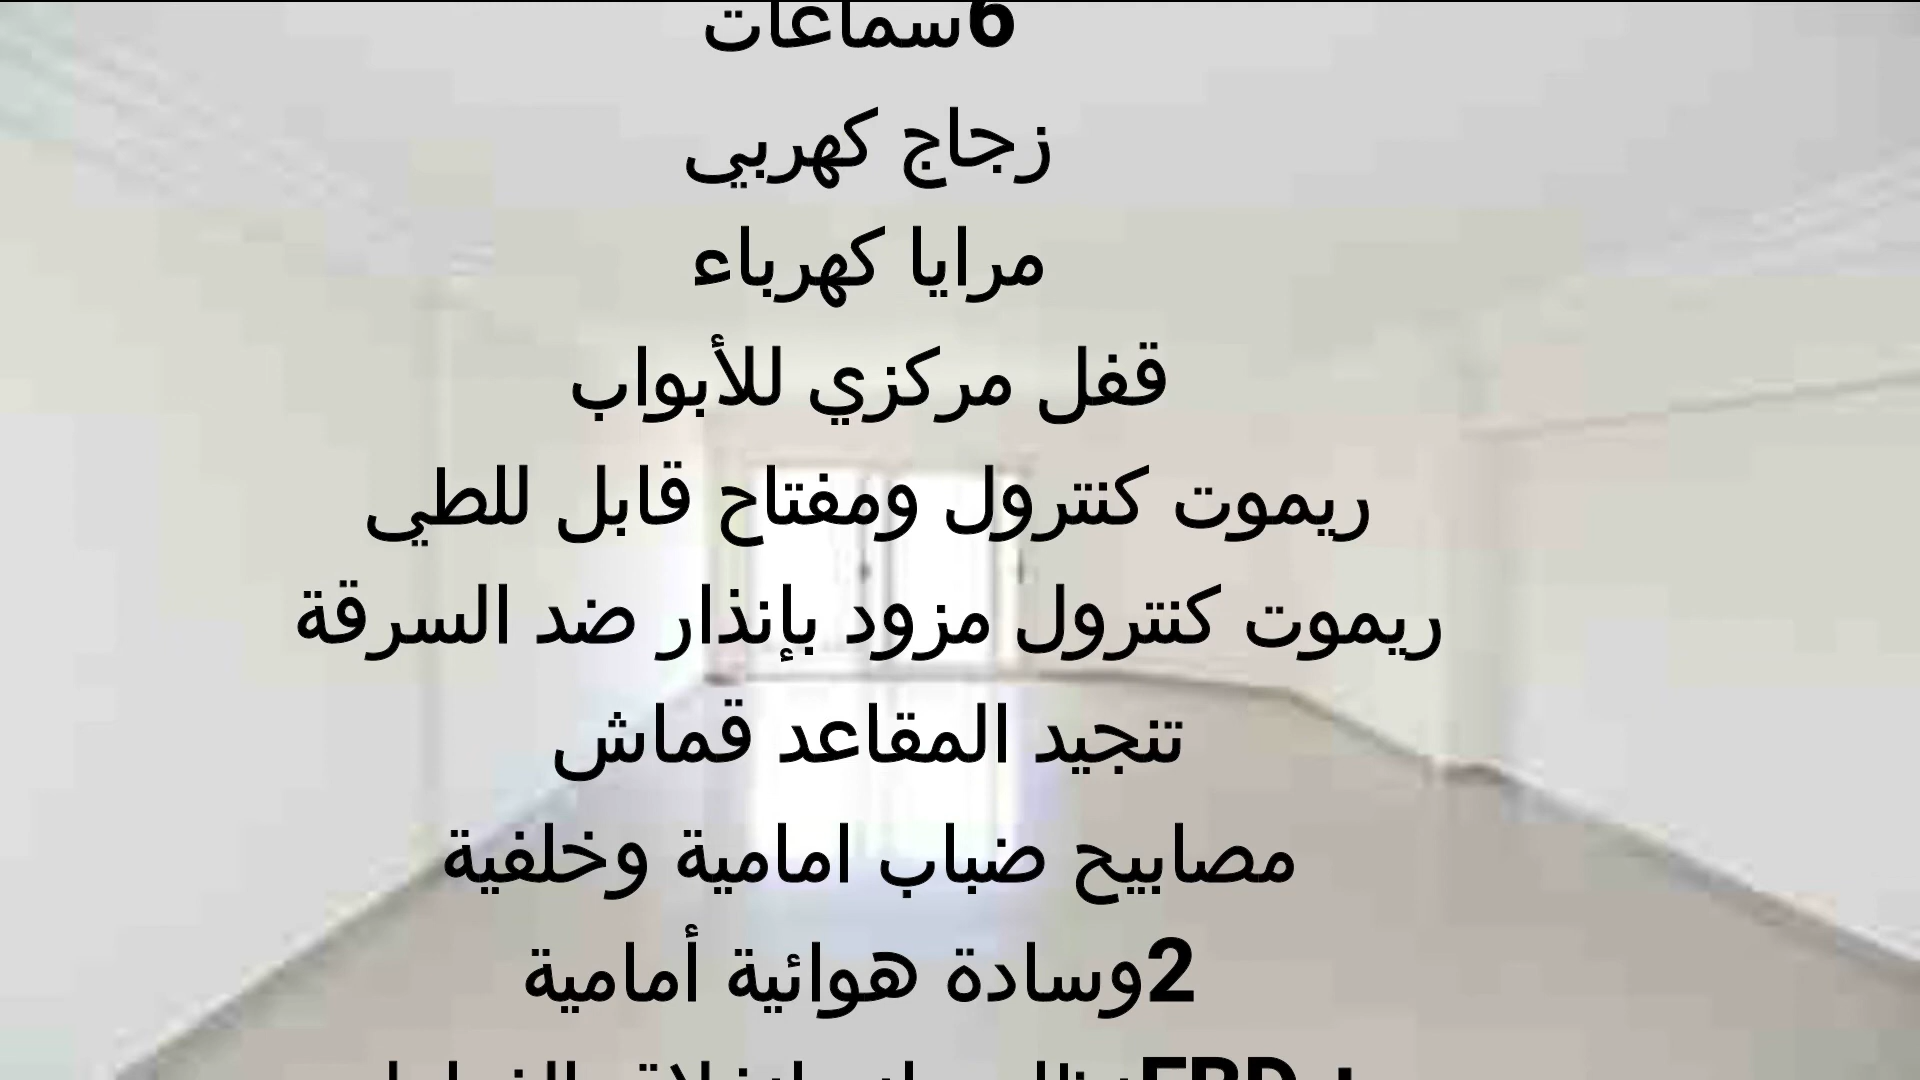 6سماعات
زجاج كهربي
مرايا كهرباء
قفل مركزي للأبواب
ريموت كنترول ومفتاح قابل للطي
ريموت كنترول مزود بإنذار ضد السرقة
تنجيد المقاعد قماش
مصابيح ضباب امامية وخلفية
2وسادة هوائية أمامية